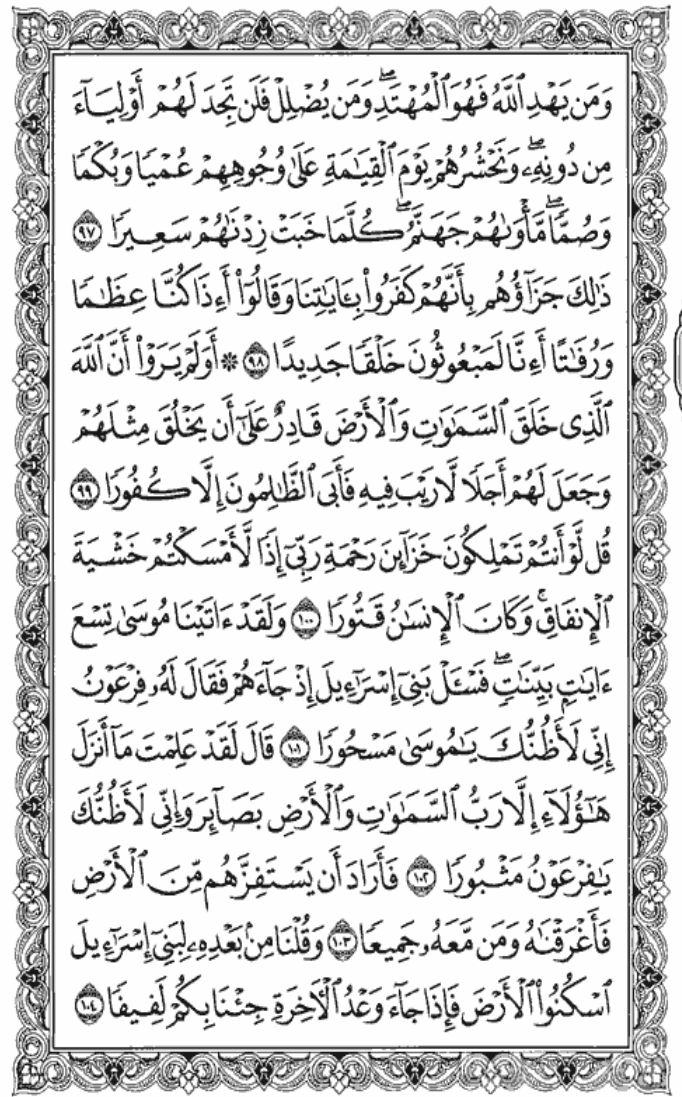 وَمَن يَهْدِ ٱللَّهُ فَهُوَ ٱلْمُهْتَدِۖ وَمَن يُضْلِلْ فَلَن تَجِدَ لَهُمْ أَوْلِيَآءَ
مِن دُونِهِۦۖ وَنَحْشُرُهُمْ يَوْمَ ٱلْقِيَٰمَةِ عَلَىٰ وُجُوهِهِمْ عُمْيًا وَبُكْمًا
وَصُمًّاۖ مَّأْوَىٰهُمْ جَهَنَّمُۖ كُلَّمَا خَبَتْ زِدْنَٰهُمْ سَعِيرًا ٩٧
ذَٰلِكَ جَزَآؤُهُم بِأَنَّهُمْ كَفَرُوا۟ بِـَٔايَٰتِنَا وَقَالُوٓا۟ أَءِذَا كُنَّا عِظَٰمًا
وَرُفَٰتًا أَءِنَّا لَمَبْعُوثُونَ خَلْقًا جَدِيدًا ٩٨ * أَوَلَمْ يَرَوْا۟ أَنَّ ٱللَّهَ
ٱلَّذِى خَلَقَ ٱلسَّمَٰوَٰتِ وَٱلْأَرْضَ قَادِرٌ عَلَىٰٓ أَن يَخْلُقَ مِثْلَهُمْ
وَجَعَلَ لَهُمْ أَجَلًا لَّا رَيْبَ فِيهِ فَأَبَى ٱلظَّٰلِمُونَ إِلَّا كُفُورًا ٩٩
قُل لَّوْ أَنتُمْ تَمْلِكُونَ خَزَآئِنَ رَحْمَةِ رَبِّىٓ إِذًا لَّأَمْسَكْتُمْ خَشْيَةَ
ٱلْإِنفَاقِۚ وَكَانَ ٱلْإِنسَٰنُ قَتُورًا ١٠٠ وَلَقَدْ ءَاتَيْنَا مُوسَىٰ تِسْعَ
ءَايَٰتٍۭ بَيِّنَٰتٍۖ فَسْـَٔلْ بَنِىٓ إِسْرَٰٓءِيلَ إِذْ جَآءَهُمْ فَقَالَ لَهُۥ فِرْعَوْنُ
إِنِّى لَأَظُنُّكَ يَٰمُوسَىٰ مَسْحُورًا ١٠١ قَالَ لَقَدْ عَلِمْتَ مَآ أَنزَلَ
هَٰٓؤُلَآءِ إِلَّا رَبُّ ٱلسَّمَٰوَٰتِ وَٱلْأَرْضِ بَصَآئِرَ وَإِنِّى لَأَظُنُّكَ
يَٰفِرْعَوْنُ مَثْبُورًا ١٠٢ فَأَرَادَ أَن يَسْتَفِزَّهُم مِّنَ ٱلْأَرْضِ
فَأَغْرَقْنَٰهُ وَمَن مَّعَهُۥ جَمِيعًا ١٠٣ وَقُلْنَا مِنۢ بَعْدِهِۦ لِبَنِىٓ إِسْرَٰٓءِيلَ
ٱسْكُنُوا۟ ٱلْأَرْضَ فَإِذَا جَآءَ وَعْدُ ٱلْءَاخِرَةِ جِئْنَا بِكُمْ لَفِيفًا ١٠٤